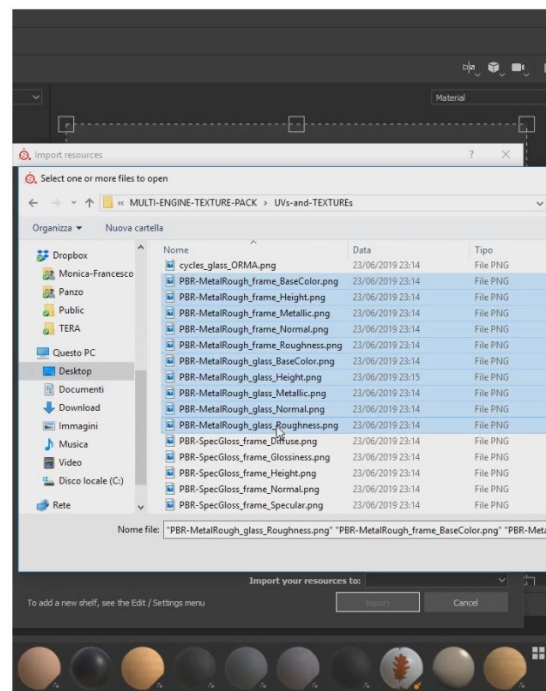 Material
Import resources
Select one or more files to open
« MULTI-ENGINE-TEXTURE-PACK > UVs-and-TEXTUREs
Organizza Nuova cartella
Nome Data Tipo
Dropbox
Monica-Francesco
Panzo
Public
TERA
Questo PC
Desktop
Documenti
Download
Immagini
Musica
Video
Disco locale (C:)
Rete
cycles_glass_ORMA.png 23/06/2019 23:14 File PNG
PBR-MetalRough_frame_BaseColor.png 23/06/2019 23:14 File PNG
PBR-MetalRough_frame_Height.png 23/06/2019 23:14 File PNG
PBR-MetalRough_frame_Metallic.png 23/06/2019 23:14 File PNG
PBR-MetalRough_frame_Normal.png 23/06/2019 23:14 File PNG
PBR-MetalRough_frame_Roughness.png 23/06/2019 23:14 File PNG
PBR-MetalRough_glass_BaseColor.png 23/06/2019 23:14 File PNG
PBR-MetalRough_glass_Height.png 23/06/2019 23:15 File PNG
PBR-MetalRough_glass_Metallic.png 23/06/2019 23:14 File PNG
PBR-MetalRough_glass_Normal.png 23/06/2019 23:14 File PNG
PBR-MetalRough_glass_Roughness.png 23/06/2019 23:14 File PNG
PBR-SpecGloss_frame_Diffuse.png 23/06/2019 23:14 File PNG
PBR-SpecGloss_frame_Glossiness.png 23/06/2019 23:14 File PNG
PBR-SpecGloss_frame_Height.png 23/06/2019 23:14 File PNG
PBR-SpecGloss_frame_Normal.png 23/06/2019 23:14 File PNG
PBR-SpecGloss_frame_Specular.png 23/06/2019 23:14 File PNG
Nome file: "PBR-MetalRough_glass_Roughness.png" "PBR-MetalRough_frame_BaseColor.png" "PBR-Meta
Import your resources to:
To add a new shelf, see the Edit / Settings menu
Import Cancel